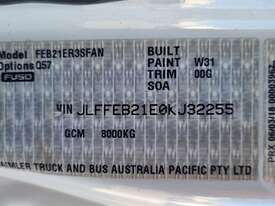 Model FEB21ER3SFAN
Options Q57
FUSO
BUILT
PAINT W31
TRIM 00G
SOA
VIN JLFFEB21E0KJ32255
GCM 8000KG
DAIMLER TRUCK AND BUS AUSTRALIA PACIFIC PTY LTD